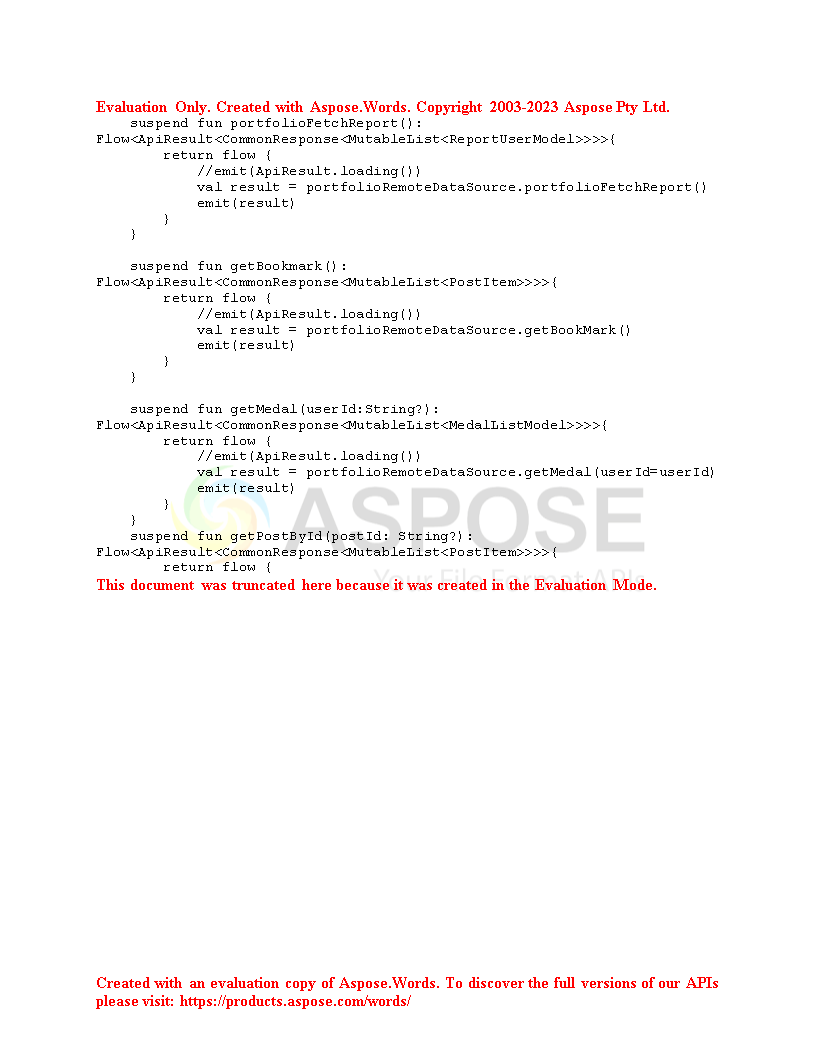 Evaluation Only. Created with Aspose.Words. Copyright 2003-2023 Aspose Pty Ltd.
    suspend fun portfolioFetchReport():
Flow<ApiResult<CommonResponse<MutableList<ReportUserModel>>>>{
        return flow {
            //emit(ApiResult.loading())
            val result = portfolioRemoteDataSource.portfolioFetchReport()
            emit(result)
        }
    }

    suspend fun getBookmark():
Flow<ApiResult<CommonResponse<MutableList<PostItem>>>>{
        return flow {
            //emit(ApiResult.loading())
            val result = portfolioRemoteDataSource.getBookMark()
            emit(result)
        }
    }

    suspend fun getMedal(userId:String?):
Flow<ApiResult<CommonResponse<MutableList<MedalListModel>>>>{
        return flow {
            //emit(ApiResult.loading())
            val result = portfolioRemoteDataSource.getMedal(userId=userId)
            emit(result)
        }
    }
ASPOSE
    suspend fun getPostById(postId: String?):
Flow<ApiResult<CommonResponse<MutableList<PostItem>>>>{
        return flow {
Your File Format APIs
This document was truncated here because it was created in the Evaluation Mode.
Created with an evaluation copy of Aspose.Words. To discover the full versions of our APIs
please visit: https://products.aspose.com/words/